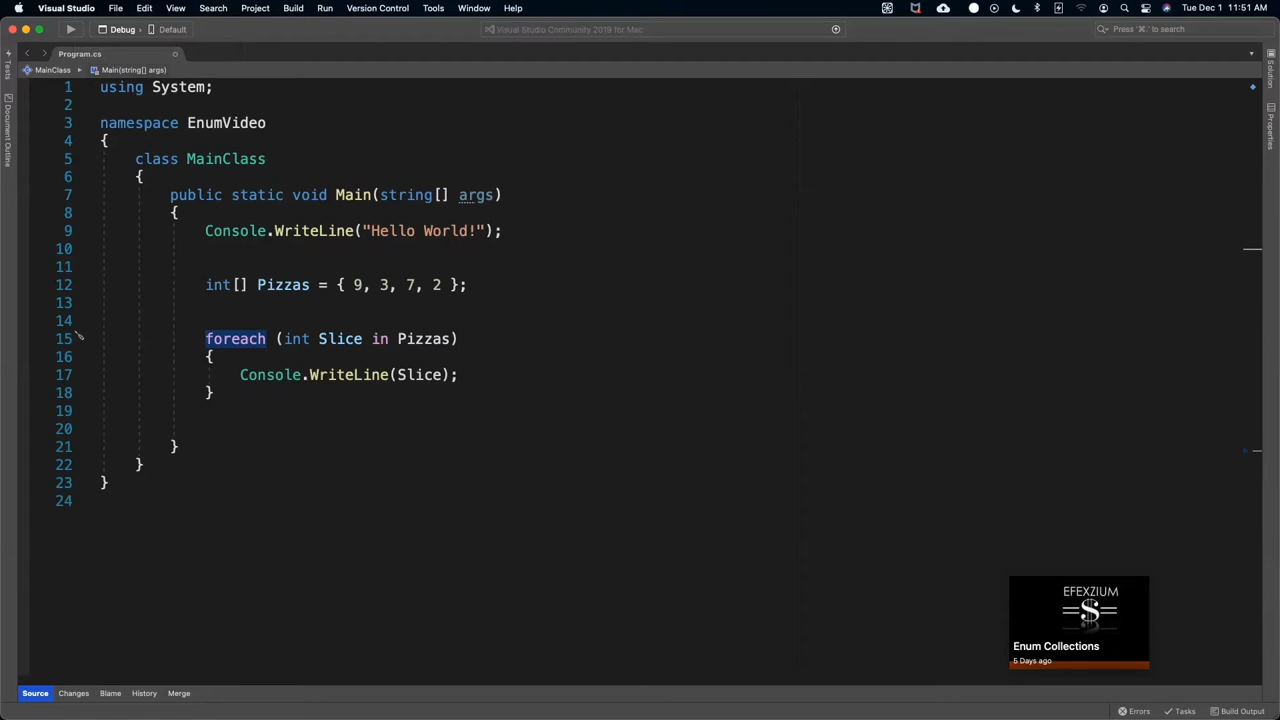 Visual Studio File Edit View Search Project Build Run Version Control Tools Window Help Tue Dec 1 11:51 AM
Debug Default Visual Studio Community 2019 for Mac Press '⌘.' to search
Program.cs
MainClass Main(string[] args)
Tests
Document Outline
Solution
Properties
1 using System;
2
3 namespace EnumVideo
4 {
5 class MainClass
6 {
7 public static void Main(string[] args)
8 {
9 Console.WriteLine("Hello World!");
10
11
12 int[] Pizzas = { 9, 3, 7, 2 };
13
14
15 foreach (int Slice in Pizzas)
16 {
17 Console.WriteLine(Slice);
18 }
19
20
21 }
22 }
23 }
24
EFEXZIUM
Enum Collections
5 Days ago
Source Changes Blame History Merge
Errors Tasks Build Output